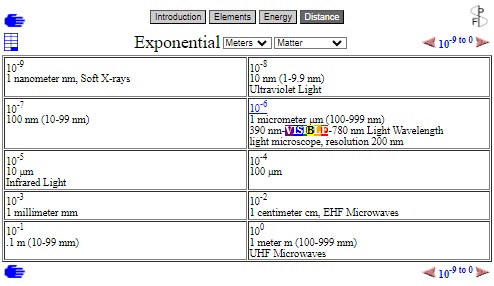 Introduction Elements Energy Distance
Exponential Meters Matter
10^-9 to 0
10^-9
1 nanometer nm, Soft X-rays
10^-8
10 nm (1-9.9 nm)
Ultraviolet Light
10^-7
100 nm (10-99 nm)
10^-6
1 micrometer µm (100-999 nm)
390 nm-VISIBLE-780 nm Light Wavelength
light microscope, resolution 200 nm
10^-5
10 µm
Infrared Light
10^-4
100 µm
10^-3
1 millimeter mm
10^-2
1 centimeter cm, EHF Microwaves
10^-1
.1 m (10-99 mm)
10^0
1 meter m (100-999 mm)
UHF Microwaves
10^-9 to 0